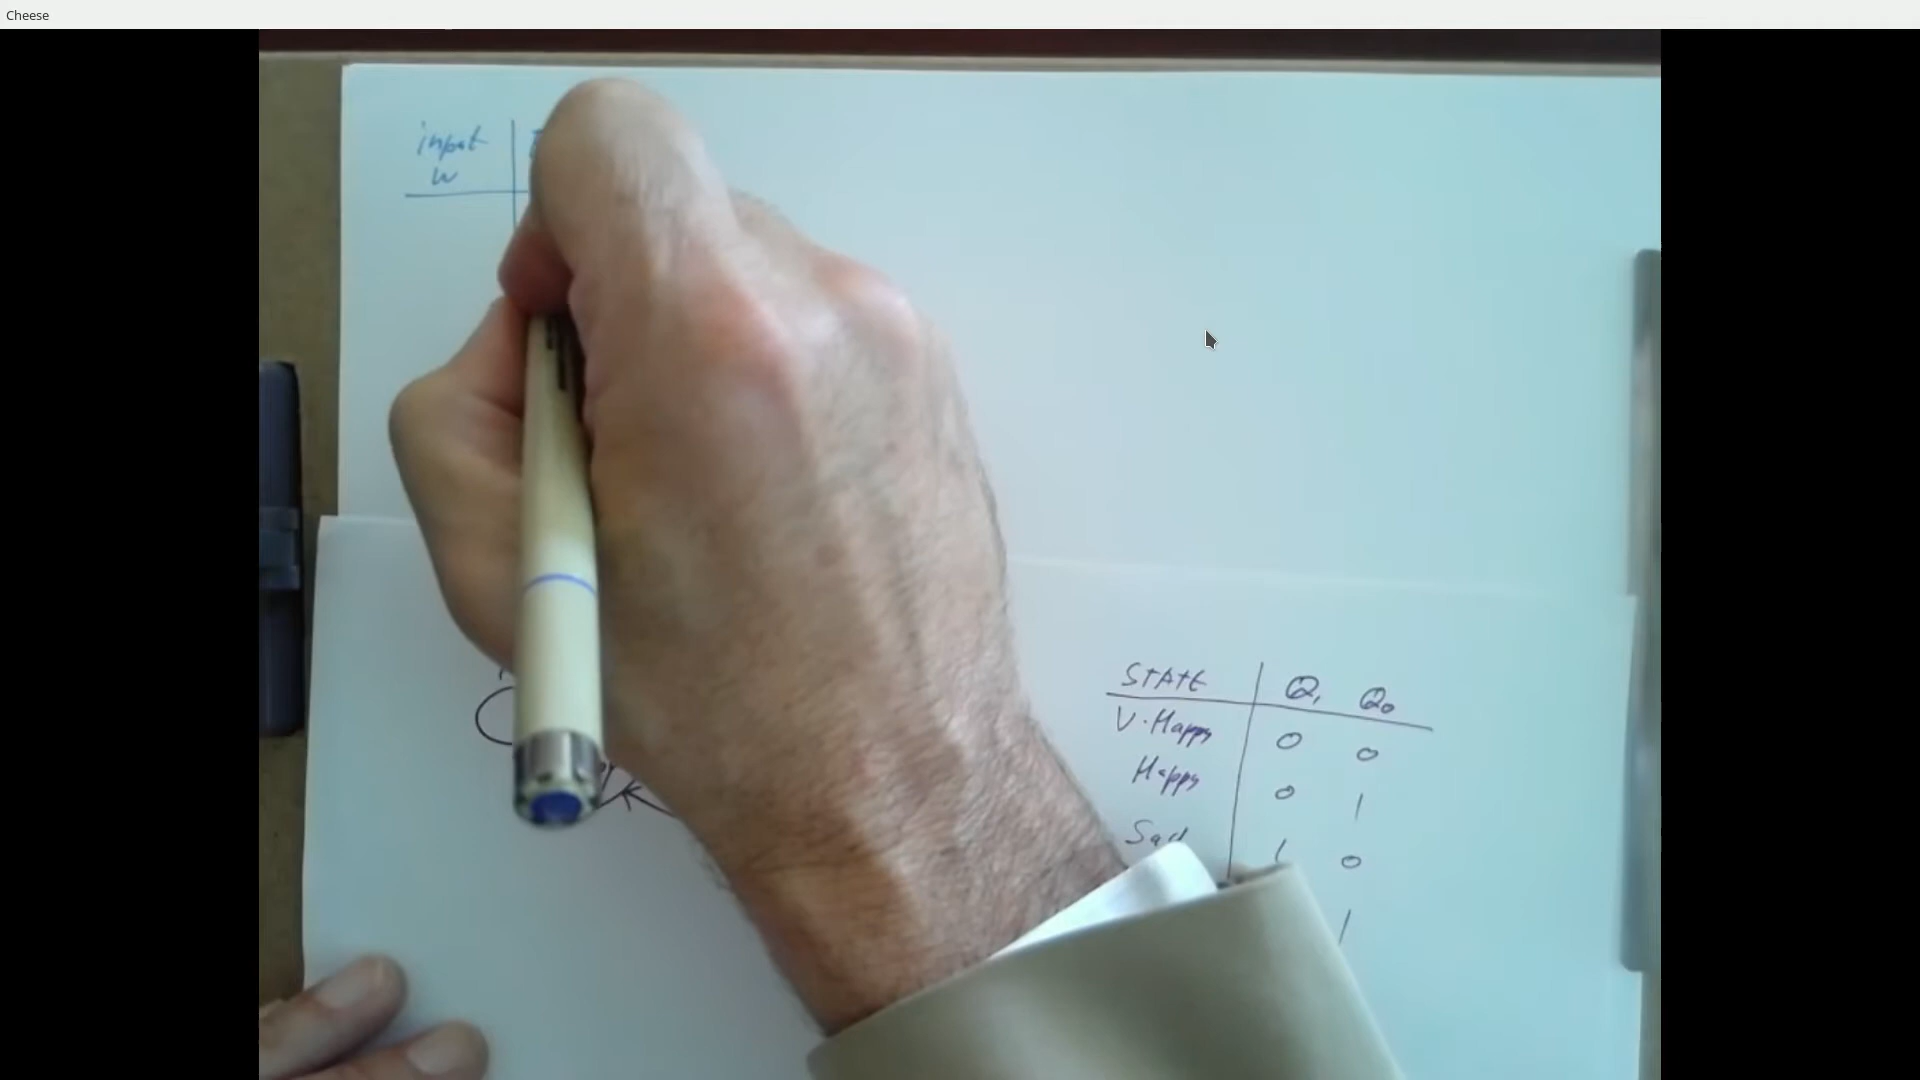 Cheese
input
w
STATE Q₁ Q₀
V.Happy 0 0
Happy 0 1
Sad 1 0
1